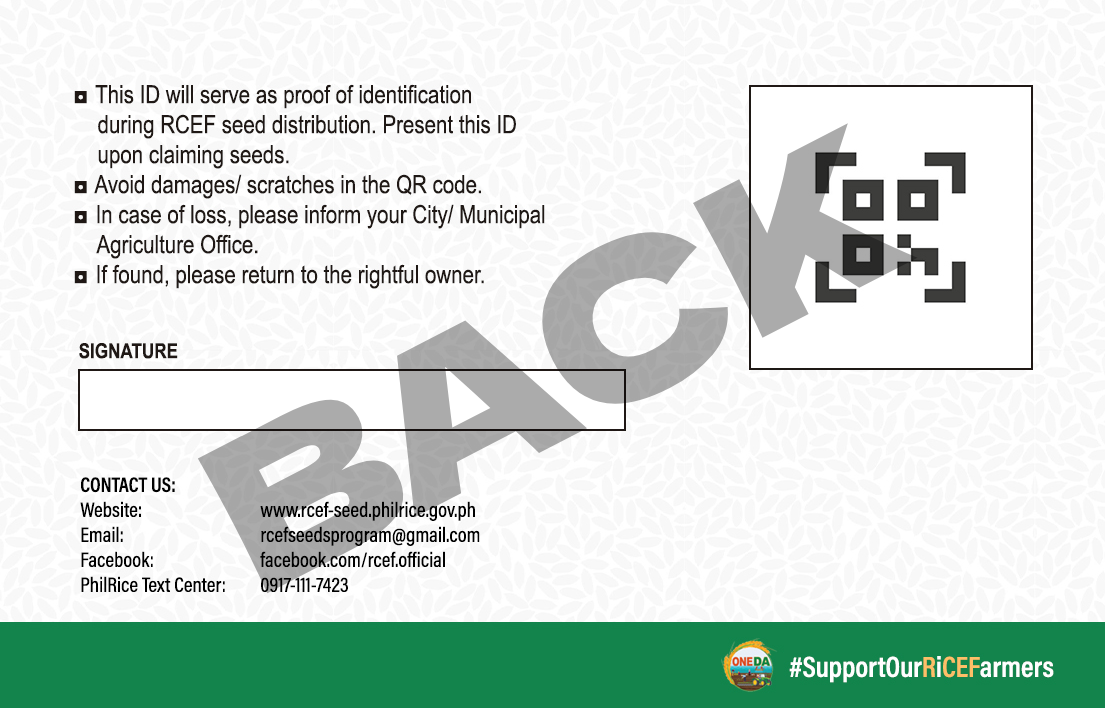 This ID will serve as proof of identification
during RCEF seed distribution. Present this ID
upon claiming seeds.
Avoid damages/ scratches in the QR code.
In case of loss, please inform your City/ Municipal
Agriculture Office.
If found, please return to the rightful owner.
BACK
SIGNATURE
CONTACT US:
Website: www.rcef-seed.philrice.gov.ph
Email: rcefseedsprogram@gmail.com
Facebook: facebook.com/rcef.official
PhilRice Text Center: 0917-111-7423
ONEDA
#SupportOurRiCEFarmers